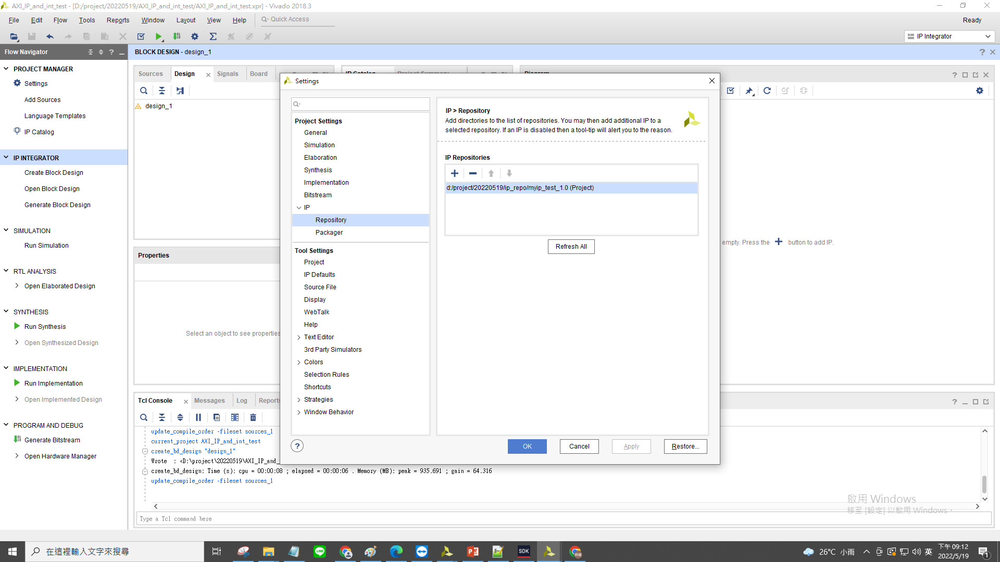 AXI_IP_and_int_test - [D:/project/20220519/AXI_IP_and_int_test/AXI_IP_and_int_test.xpr] - Vivado 2018.3
File Edit Flow Tools Reports Window Layout View Help Quick Access Ready
IP Integrator
Flow Navigator
BLOCK DESIGN - design_1
PROJECT MANAGER
Settings
Add Sources
Language Templates
IP Catalog
IP INTEGRATOR
Create Block Design
Open Block Design
Generate Block Design
SIMULATION
Run Simulation
RTL ANALYSIS
Open Elaborated Design
SYNTHESIS
Run Synthesis
Open Synthesized Design
IMPLEMENTATION
Run Implementation
Open Implemented Design
PROGRAM AND DEBUG
Generate Bitstream
Open Hardware Manager
Sources Design Signals Board
design_1
Properties
Select an object to see properties
IP Catalog Project Summary
Diagram
empty. Press the + button to add IP.
Settings
Project Settings
General
Simulation
Elaboration
Synthesis
Implementation
Bitstream
IP
Repository
Packager
Tool Settings
Project
IP Defaults
Source File
Display
WebTalk
Help
Text Editor
3rd Party Simulators
Colors
Selection Rules
Shortcuts
Strategies
Window Behavior
IP > Repository
Add directories to the list of repositories. You may then add additional IP to a
selected repository. If an IP is disabled then a tool-tip will alert you to the reason.
IP Repositories
d:/project/20220519/ip_repo/myip_test_1.0 (Project)
Refresh All
OK Cancel Apply Restore...
Tcl Console Messages Log Reports
update_compile_order -fileset sources_1
current_project AXI_IP_and_int_test
create_bd_design "design_1"
Wrote : <D:\project\20220519\AXI_IP_and_
create_bd_design: Time (s): cpu = 00:00:08 ; elapsed = 00:00:06 . Memory (MB): peak = 935.691 ; gain = 64.316
update_compile_order -fileset sources_1
Type a Tcl command here
啟用 Windows
移至 [設定] 以啟用 Windows。
在這裡輸入文字來搜尋
LINE
SDK
26°C 小雨
英
下午 09:12
2022/5/19
1